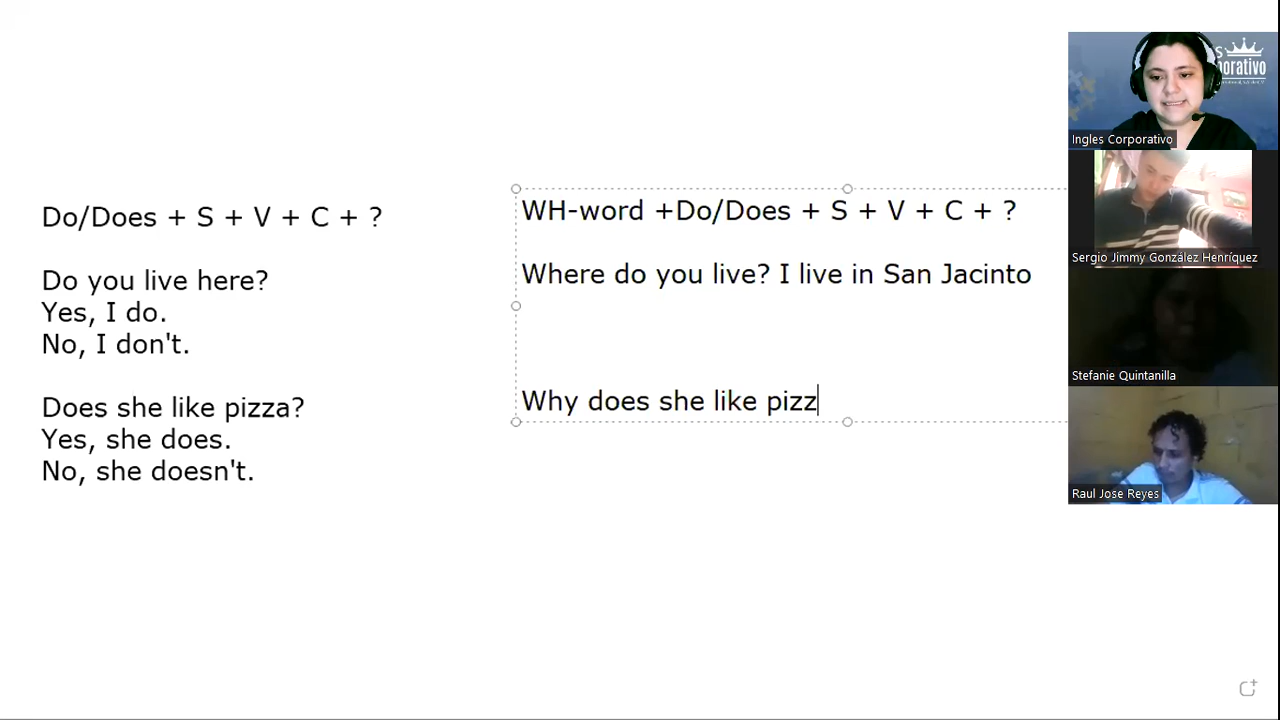 Do/Does + S + V + C + ?
Do you live here?
Yes, I do.
No, I don't.
Does she like pizza?
Yes, she does.
No, she doesn't.
WH-word +Do/Does + S + V + C + ?
Where do you live? I live in San Jacinto
Why does she like pizz
Ingles Corporativo
Sergio Jimmy González Henríquez
Stefanie Quintanilla
Raul Jose Reyes